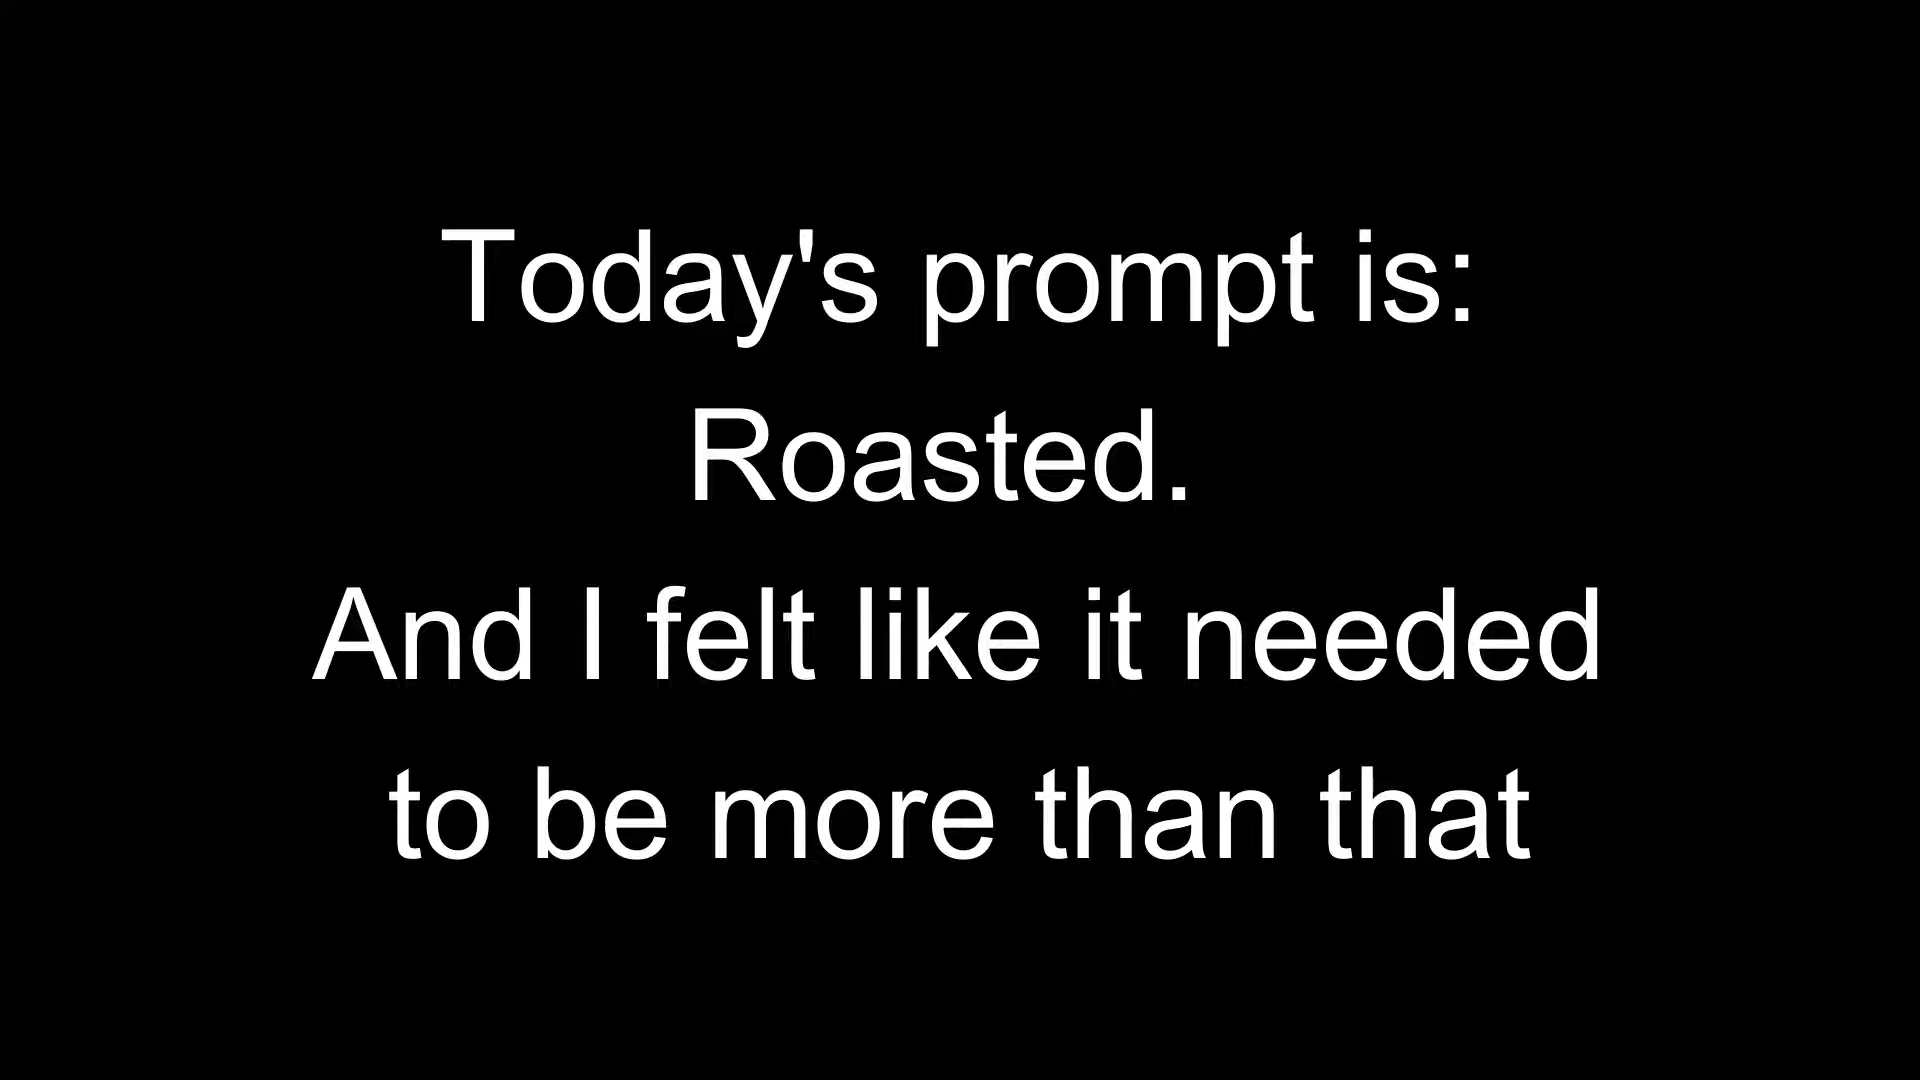 Today's prompt is:
Roasted.
And I felt like it needed
to be more than that